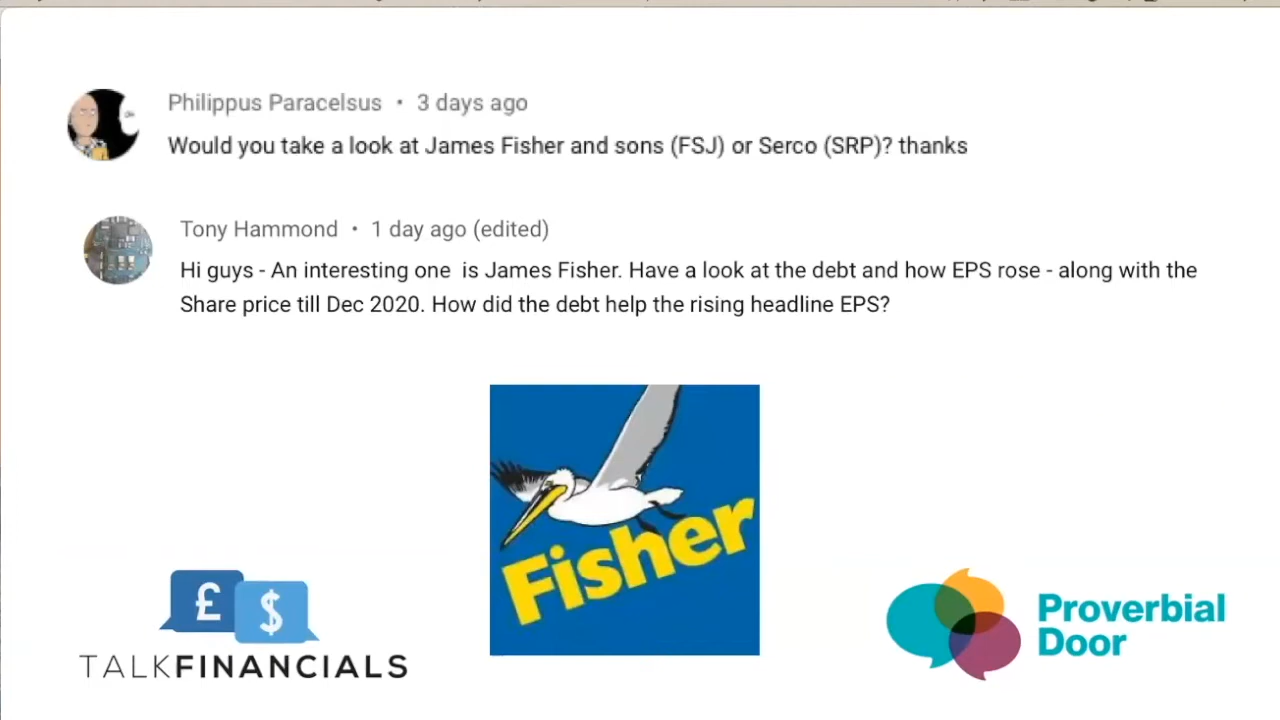 Philippus Paracelsus • 3 days ago
Would you take a look at James Fisher and sons (FSJ) or Serco (SRP)? thanks
Tony Hammond • 1 day ago (edited)
Hi guys - An interesting one is James Fisher. Have a look at the debt and how EPS rose - along with the
Share price till Dec 2020. How did the debt help the rising headline EPS?
Fisher
£ $
TALKFINANCIALS
Proverbial
Door